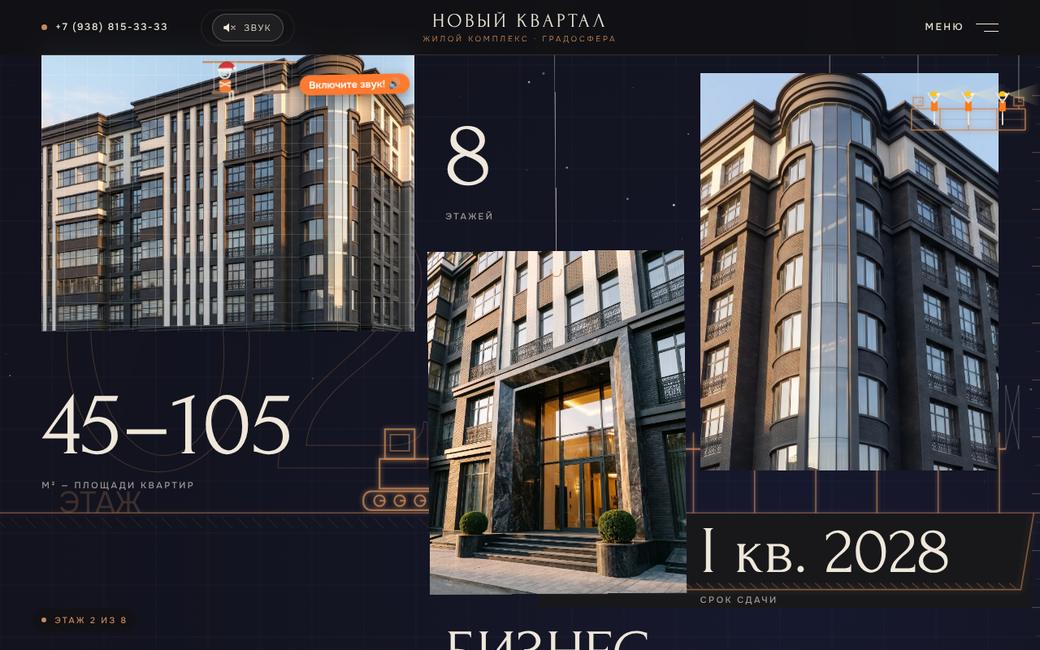 +7 (938) 815-33-33
ЗВУК
НОВЫЙ КВАРТАЛ
ЖИЛОЙ КОМПЛЕКС · ГРАДОСФЕРА
МЕНЮ
Включите звук! 🔊
8
ЭТАЖЕЙ
45–105
М² — ПЛОЩАДИ КВАРТИР
ЭТАЖ
I кв. 2028
СРОК СДАЧИ
ЭТАЖ 2 ИЗ 8
БИЗНЕС